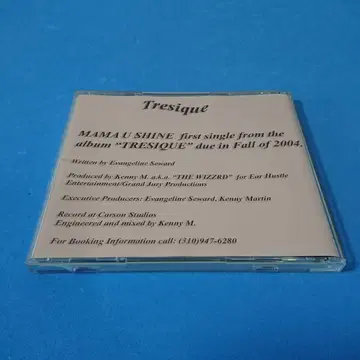 Tresique
MAMA U SHINE first single from the
album "TRESIQUE" due in Fall of 2004.
Written by Evangeline Seward
Produced by Kenny M. a.k.a. "THE WIZZRD" for Ear Hustle
Entertainment/Grand Jury Productions
Executive Producers: Evangeline Seward, Kenny Martin
Record at Carson Studios
Engineered and mixed by Kenny M.
For Booking Information call: (310)947-6280